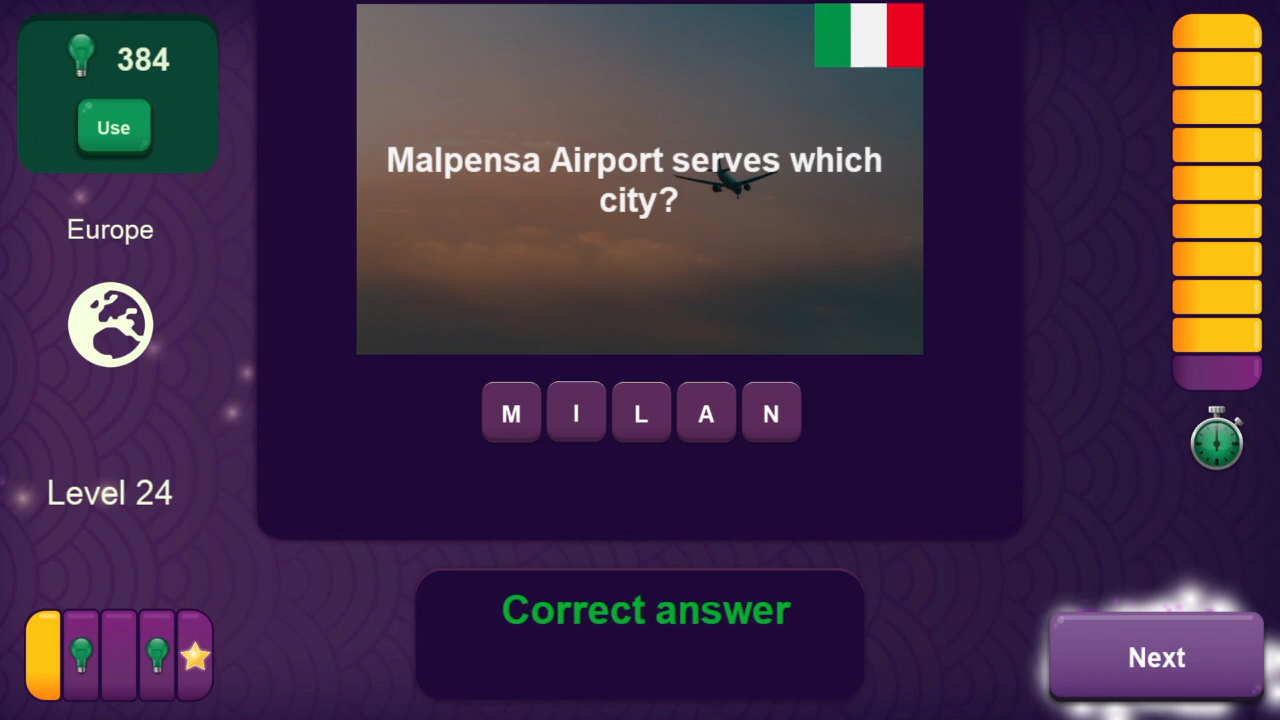 384
Use
Europe
Level 24
Malpensa Airport serves which
city?
M I L A N
Correct answer
Next